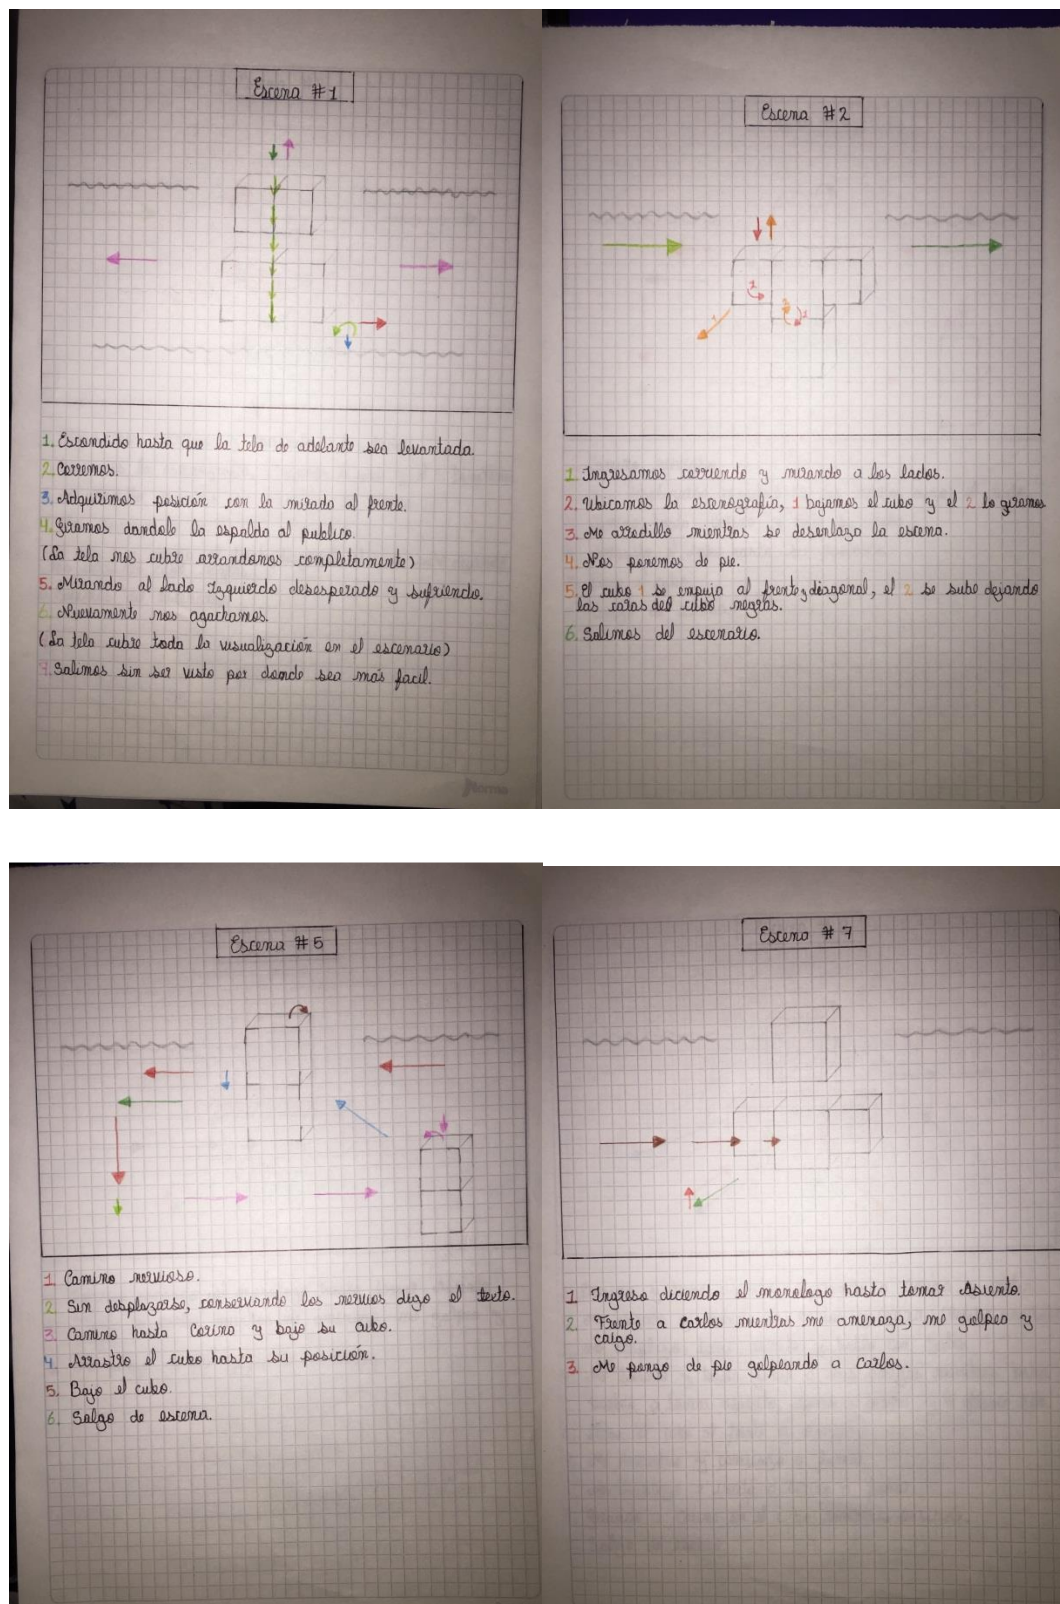 Escena #1
1. Escondido hasta que la tela de adelante sea levantada.
2. Corremos.
3. Adquirimos posición con la mirada al frente.
4. Giramos dandole la espalda al publico.
(La tela nos cubre arrandonos completamente)
5. Mirando al lado Izquierdo desesperado y sufriendo.
6. Nuevamente nos agachamos.
(La tela cubre toda la visualización en el escenario)
7. Salimos sin ser visto por donde sea más facil.
Norma
Escena #2
1
2
2
1
1 Ingresamos corriendo y mirando a los lados.
2. Ubicamos la escenografía, 1 bajamos el cubo y el 2 lo giramos
3. Me arrodillo mientras se desenlaza la escena.
4. Nos ponemos de pie.
5. El cubo 1 se empuja al frente, diagonal, el 2 se sube dejando
las caras del cubo negras.
6. Salimos del escenario.
Escena #5
1. Camino nervioso.
2 Sin desplazarse, conservando los nervios digo el texto.
3. Camino hasta Corino y bajo su cubo.
4. Arrastro el cubo hasta su posición.
5. Bajo el cubo.
6. Salgo de escena.
Escena #7
1. Ingreso diciendo el monologo hasta tomar Asiento.
2. Frente a Carlos mientras me amenaza, me golpea y
caigo.
3. Me pongo de pie golpeando a Carlos.